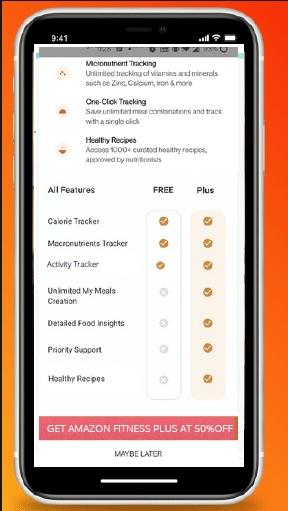 9:41
93%
Micronutrient Tracking
Unlimited tracking of vitamins and minerals
such as Zinc, Calcium, Iron & more
One-Click Tracking
Save unlimited meal combinations and track
with a single click
Healthy Recipes
Access 1000+ curated healthy recipes,
approved by nutritionists
All Features FREE Plus
Calorie Tracker
Macronutrients Tracker
Activity Tracker
Unlimited My Meals
Creation
Detailed Food Insights
Priority Support
Healthy Recipes
GET AMAZON FITNESS PLUS AT 50%OFF
MAYBE LATER